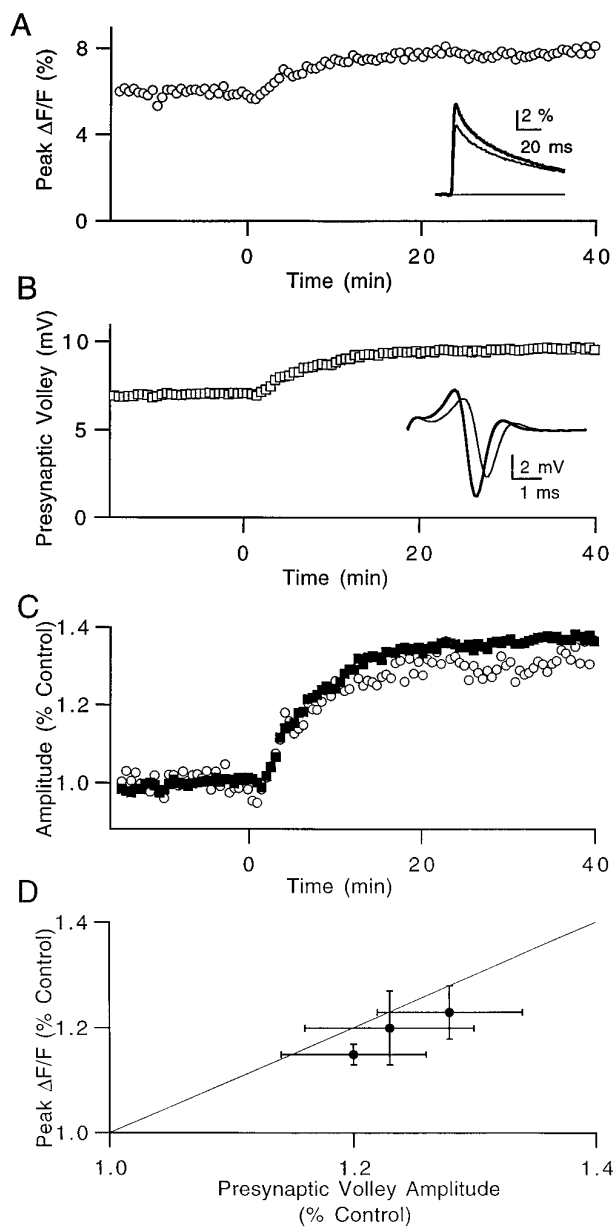 A
Peak ΔF/F (%)
8
4
0
2 %
20 ms
0
20
40
Time (min)
B
Presynaptic Volley (mV)
10
5
0
2 mV
1 ms
0
20
40
Time (min)
C
Amplitude (% Control)
1.4
1.2
1.0
0
20
40
Time (min)
D
Peak ΔF/F (% Control)
1.4
1.2
1.0
1.0
1.2
1.4
Presynaptic Volley Amplitude
(% Control)